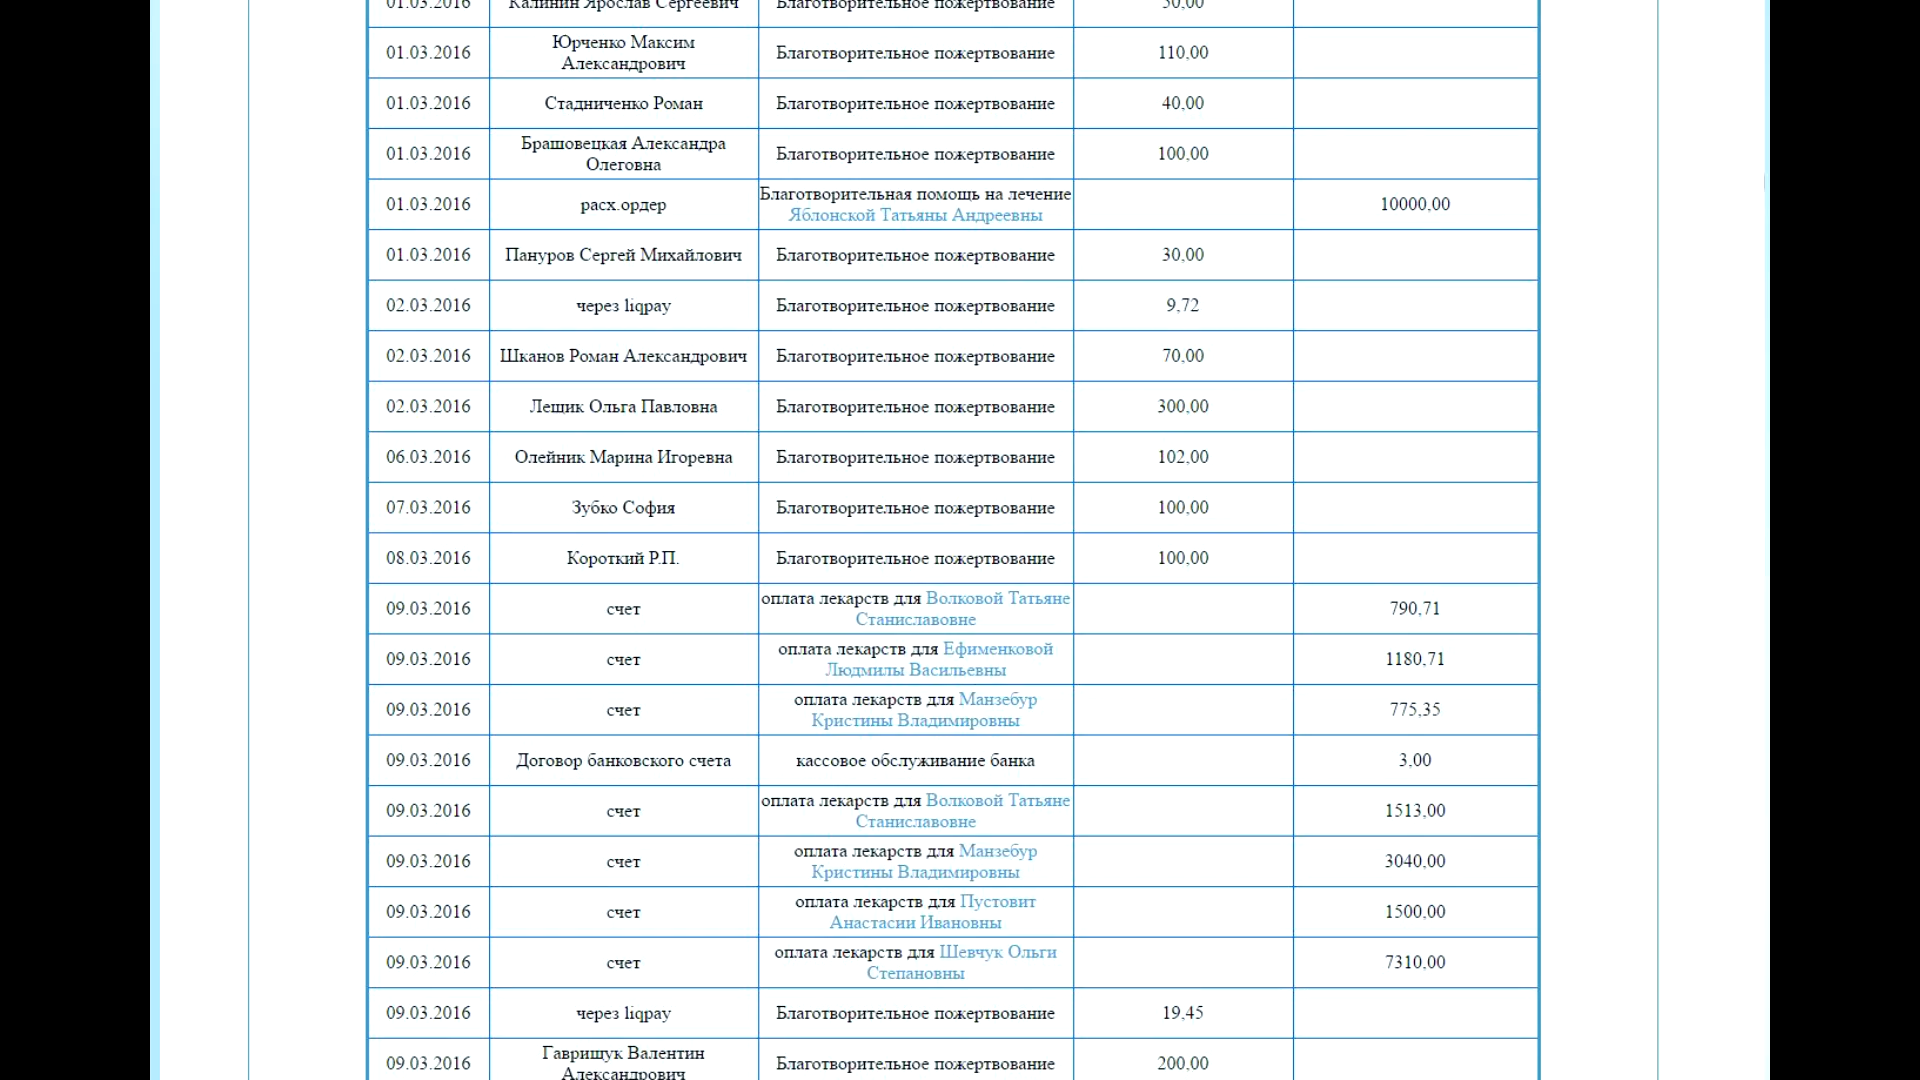 01.03.2016 Калинин Ярослав Сергеевич Благотворительное пожертвование 50,00
01.03.2016 Юрченко Максим Александрович Благотворительное пожертвование 110,00
01.03.2016 Стадниченко Роман Благотворительное пожертвование 40,00
01.03.2016 Брашовецкая Александра Олеговна Благотворительное пожертвование 100,00
01.03.2016 расх.ордер Благотворительная помощь на лечение Яблонской Татьяны Андреевны 10000,00
01.03.2016 Пануров Сергей Михайлович Благотворительное пожертвование 30,00
02.03.2016 через liqpay Благотворительное пожертвование 9,72
02.03.2016 Шканов Роман Александрович Благотворительное пожертвование 70,00
02.03.2016 Лещик Ольга Павловна Благотворительное пожертвование 300,00
06.03.2016 Олейник Марина Игоревна Благотворительное пожертвование 102,00
07.03.2016 Зубко София Благотворительное пожертвование 100,00
08.03.2016 Короткий Р.П. Благотворительное пожертвование 100,00
09.03.2016 счет оплата лекарств для Волковой Татьяне Станиславовне 790,71
09.03.2016 счет оплата лекарств для Ефименковой Людмилы Васильевны 1180,71
09.03.2016 счет оплата лекарств для Манзебур Кристины Владимировны 775,35
09.03.2016 Договор банковского счета кассовое обслуживание банка 3,00
09.03.2016 счет оплата лекарств для Волковой Татьяне Станиславовне 1513,00
09.03.2016 счет оплата лекарств для Манзебур Кристины Владимировны 3040,00
09.03.2016 счет оплата лекарств для Пустовит Анастасии Ивановны 1500,00
09.03.2016 счет оплата лекарств для Шевчук Ольги Степановны 7310,00
09.03.2016 через liqpay Благотворительное пожертвование 19,45
09.03.2016 Гаврищук Валентин Александрович Благотворительное пожертвование 200,00